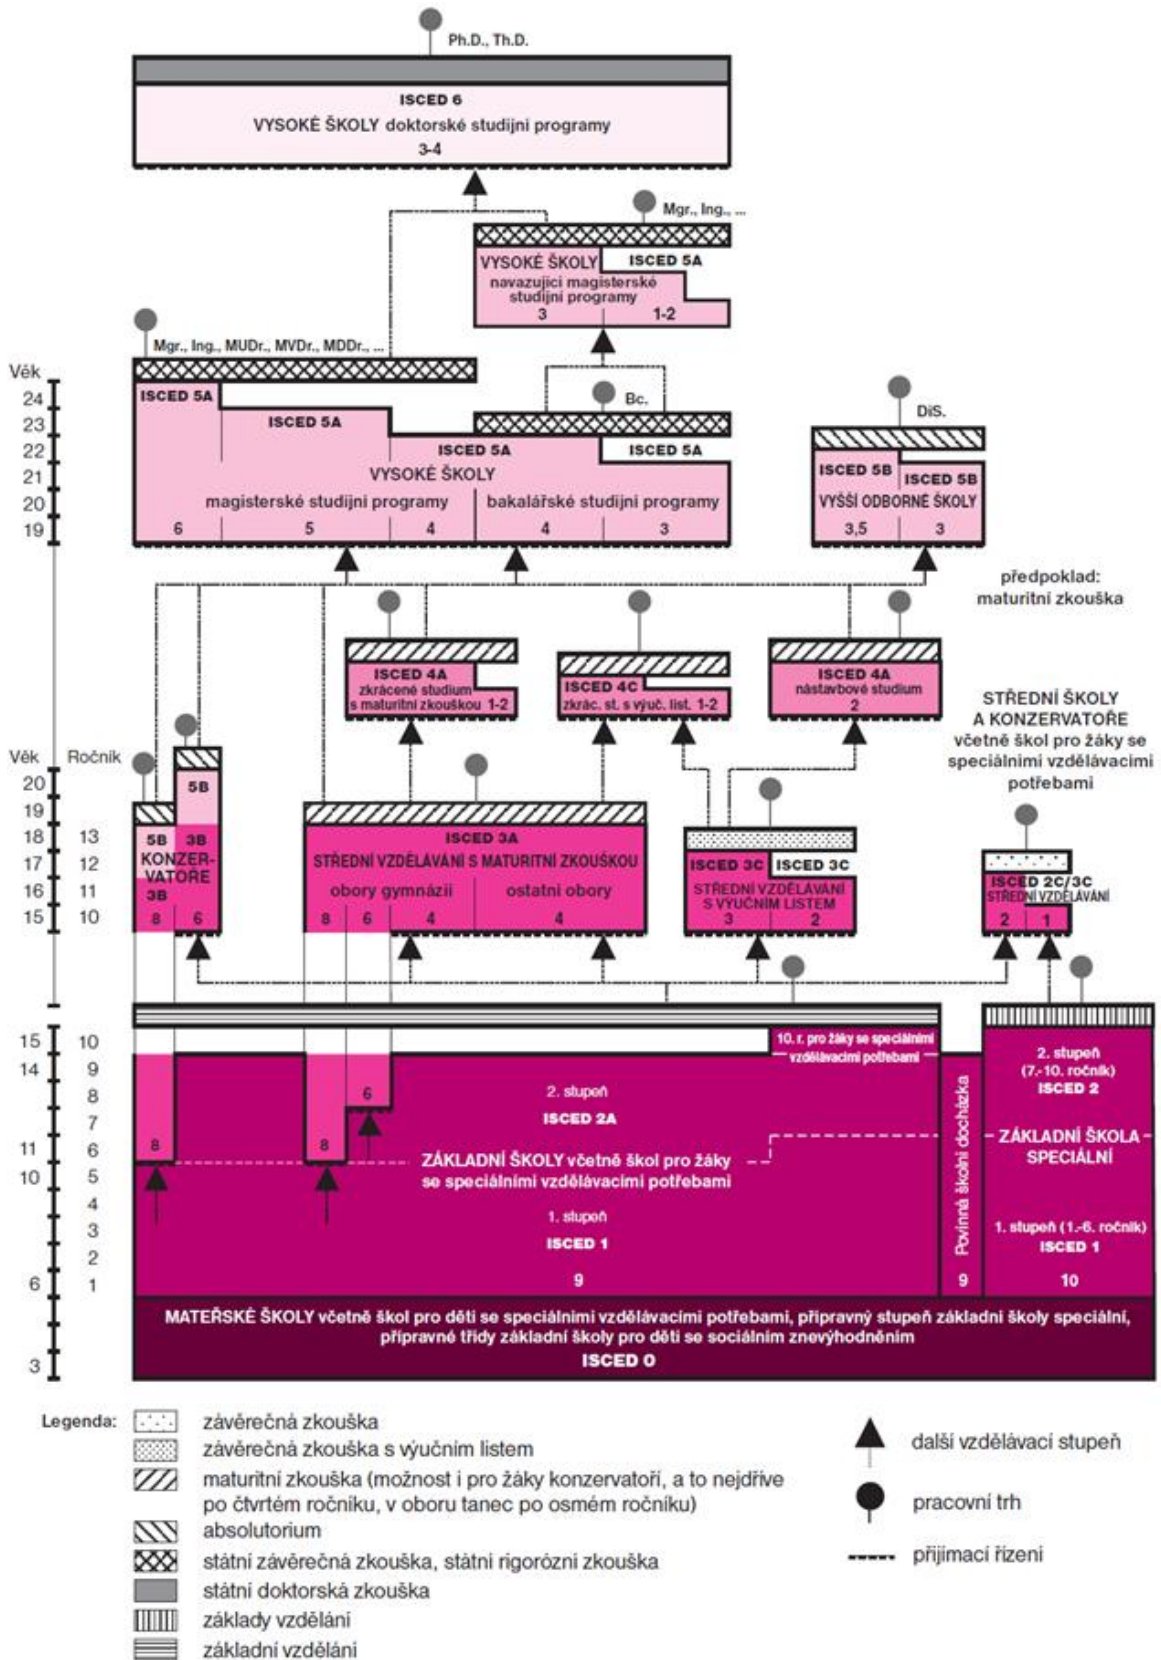 Ph.D., Th.D.
ISCED 6
VYSOKÉ ŠKOLY doktorské studijní programy
3-4
Mgr., Ing., ...
VYSOKÉ ŠKOLY
ISCED 5A
navazující magisterské
studijní programy
3
1-2
Mgr., Ing., MUDr., MVDr., MDDr., ...
Věk
24
23
22
21
20
19
ISCED 5A
ISCED 5A
Bc.
ISCED 5A
ISCED 5A
VYSOKÉ ŠKOLY
magisterské studijní programy
bakalářské studijní programy
6
5
4
4
3
DiS.
ISCED 5B
ISCED 5B
VYŠŠÍ ODBORNÉ ŠKOLY
3,5
3
předpoklad:
maturitní zkouška
ISCED 4A
zkrácené studium
s maturitní zkouškou 1-2
ISCED 4C
zkrác. st. s výuč. list. 1-2
ISCED 4A
nástavbové studium
2
STŘEDNÍ ŠKOLY
A KONZERVATOŘE
včetně škol pro žáky se
speciálními vzdělávacími
potřebami
Věk
Ročník
20
19
18
13
17
12
16
11
15
10
5B
5B
3B
KONZER-
VATOŘE
3B
8
6
ISCED 3A
STŘEDNÍ VZDĚLÁVÁNÍ S MATURITNÍ ZKOUŠKOU
obory gymnázií
ostatní obory
8
6
4
4
ISCED 3C
ISCED 3C
STŘEDNÍ VZDĚLÁVÁNÍ
S VÝUČNÍM LISTEM
3
2
ISCED 2C/3C
STŘEDNÍ VZDĚLÁVÁNÍ
2
1
15
10
14
9
8
7
11
6
10
5
4
3
2
6
1
3
10. r. pro žáky se speciálními
vzdělávacími potřebami
8
8
6
2. stupeň
ISCED 2A
ZÁKLADNÍ ŠKOLY včetně škol pro žáky
se speciálními vzdělávacími potřebami
1. stupeň
ISCED 1
9
Povinná školní docházka
9
2. stupeň
(7.-10. ročník)
ISCED 2
ZÁKLADNÍ ŠKOLA
SPECIÁLNÍ
1. stupeň (1.-6. ročník)
ISCED 1
10
MATEŘSKÉ ŠKOLY včetně škol pro děti se speciálními vzdělávacími potřebami, přípravný stupeň základní školy speciální,
přípravné třídy základní školy pro děti se sociálním znevýhodněním
ISCED 0
Legenda:
závěrečná zkouška
závěrečná zkouška s výučním listem
maturitní zkouška (možnost i pro žáky konzervatoří, a to nejdříve
po čtvrtém ročníku, v oboru tanec po osmém ročníku)
absolutorium
státní závěrečná zkouška, státní rigorózní zkouška
státní doktorská zkouška
základy vzdělání
základní vzdělání
další vzdělávací stupeň
pracovní trh
přijímací řízení